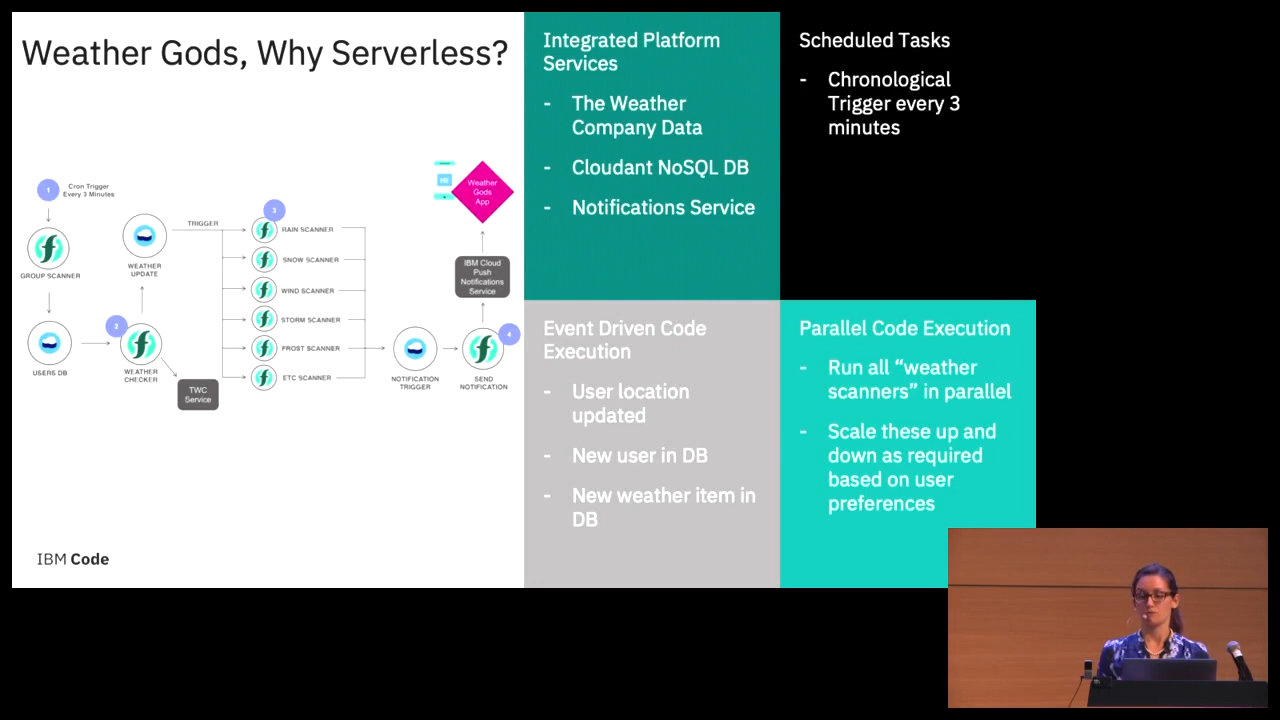 Weather Gods, Why Serverless?
1
Cron Trigger
Every 3 Minutes
GROUP SCANNER
USERS DB
2
WEATHER
CHECKER
TWC
Service
WEATHER
UPDATE
TRIGGER
3
RAIN SCANNER
SNOW SCANNER
WIND SCANNER
STORM SCANNER
FROST SCANNER
ETC SCANNER
NOTIFICATION
TRIGGER
4
SEND
NOTIFICATION
IBM Cloud
Push
Notifications
Service
Weather
Gods
App
IBM Code
Integrated Platform
Services
- The Weather
Company Data
- Cloudant NoSQL DB
- Notifications Service
Scheduled Tasks
- Chronological
Trigger every 3
minutes
Event Driven Code
Execution
- User location
updated
- New user in DB
- New weather item in
DB
Parallel Code Execution
- Run all “weather
scanners” in parallel
- Scale these up and
down as required
based on user
preferences